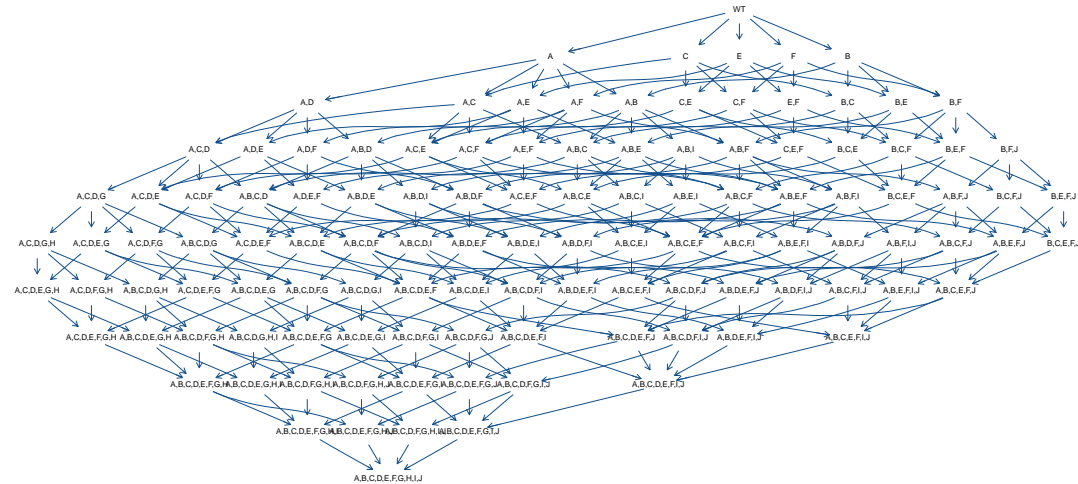 WT
A C E F B
A,D A,C A,E A,F A,B C,E C,F E,F B,C B,E B,F
A,C,D A,D,E A,D,F A,B,D A,C,E A,C,F A,E,F A,B,C A,B,E A,B,I A,B,F C,E,F B,C,E B,C,F B,E,F B,F,J
A,C,D,G A,C,D,E A,C,D,F A,B,C,D A,D,E,F A,B,D,E A,B,D,I A,B,D,F A,C,E,F A,B,C,E A,B,C,I A,B,E,I A,B,C,F A,B,E,F A,B,F,I B,C,E,F A,B,F,J B,C,F,J B,E,F,J
A,C,D,G,H A,C,D,E,G A,C,D,F,G A,B,C,D,G A,C,D,E,F A,B,C,D,E A,B,C,D,F A,B,C,D,I A,B,D,E,F A,B,D,E,I A,B,D,F,I A,B,C,E,I A,B,C,E,F A,B,C,F,I A,B,E,F,I A,B,D,F,J A,B,F,I,J A,B,C,F,J A,B,E,F,J B,C,E,F,J
A,C,D,E,G,H A,C,D,F,G,H A,B,C,D,G,H A,C,D,E,F,G A,B,C,D,E,G A,B,C,D,F,G A,B,C,D,G,I A,B,C,D,E,F A,B,C,D,E,I A,B,C,D,F,I A,B,D,E,F,I A,B,C,E,F,I A,B,C,D,F,J A,B,D,E,F,J A,B,D,F,I,J A,B,C,F,I,J A,B,E,F,I,J A,B,C,E,F,J
A,C,D,E,F,G,H A,B,C,D,E,G,H A,B,C,D,F,G,H A,B,C,D,G,H,I A,B,C,D,E,F,G A,B,C,D,E,G,I A,B,C,D,F,G,I A,B,C,D,F,G,J A,B,C,D,E,F,I A,B,C,D,E,F,J A,B,C,D,F,I,J A,B,D,E,F,I,J A,B,C,E,F,I,J
A,B,C,D,E,F,G,H A,B,C,D,E,G,H,I A,B,C,D,F,G,H,I A,B,C,D,F,G,H,J A,B,C,D,E,F,G,I A,B,C,D,E,F,G,J A,B,C,D,F,G,I,J A,B,C,D,E,F,I,J
A,B,C,D,E,F,G,H,I A,B,C,D,E,F,G,H,J A,B,C,D,F,G,H,I,J A,B,C,D,E,F,G,I,J
A,B,C,D,E,F,G,H,I,J